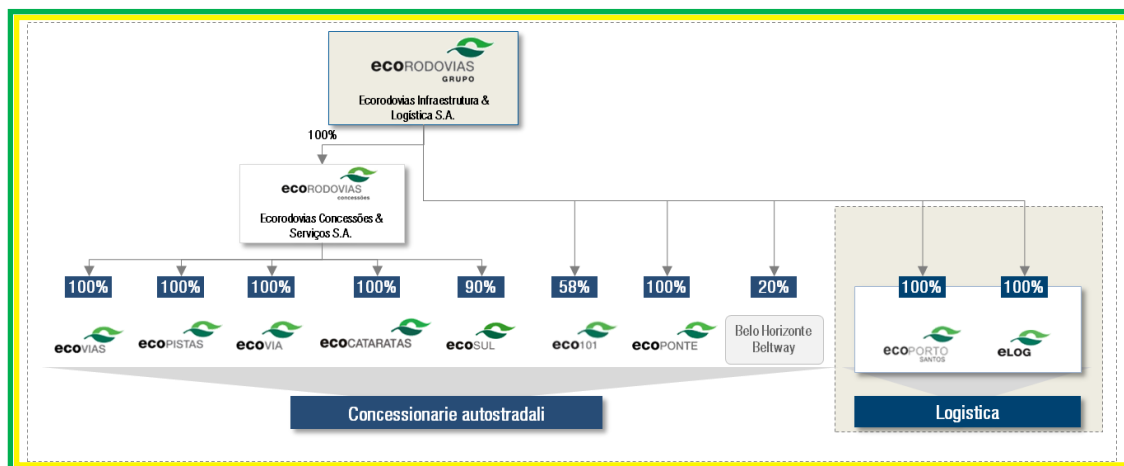 ecoRODOVIAS
GRUPO
Ecorodovias Infraestrutura &
Logística S.A.
100%
ecoRODOVIAS
concessões
Ecorodovias Concessões &
Serviços S.A.
100%
100%
100%
100%
90%
58%
100%
20%
100%
100%
ecoVIAS
ecoPISTAS
ecoVIA
ecoCATARATAS
ecoSUL
eco101
ecoPONTE
Belo Horizonte
Beltway
ecoPORTO
SANTOS
eLOG
Concessionarie autostradali
Logistica